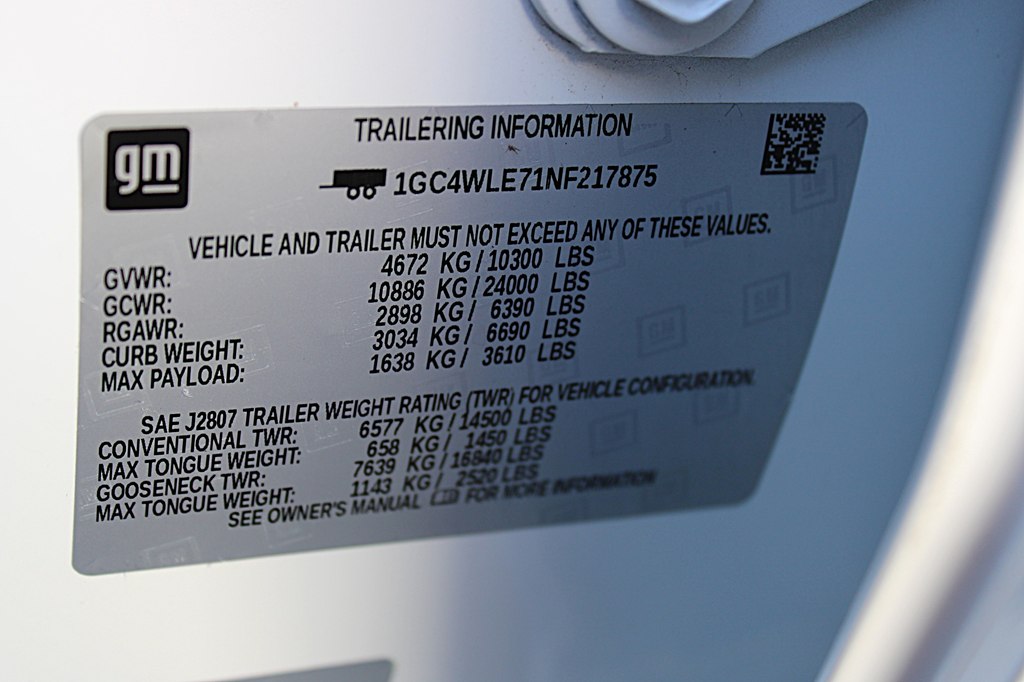 gm
TRAILERING INFORMATION
1GC4WLE71NF217875
VEHICLE AND TRAILER MUST NOT EXCEED ANY OF THESE VALUES.
GVWR: 4672 KG / 10300 LBS
GCWR: 10886 KG / 24000 LBS
RGAWR: 2898 KG / 6390 LBS
CURB WEIGHT: 3034 KG / 6690 LBS
MAX PAYLOAD: 1638 KG / 3610 LBS
SAE J2807 TRAILER WEIGHT RATING (TWR) FOR VEHICLE CONFIGURATION.
CONVENTIONAL TWR: 6577 KG / 14500 LBS
MAX TONGUE WEIGHT: 658 KG / 1450 LBS
GOOSENECK TWR: 7639 KG / 16840 LBS
MAX TONGUE WEIGHT: 1143 KG / 2520 LBS
SEE OWNER'S MANUAL FOR MORE INFORMATION